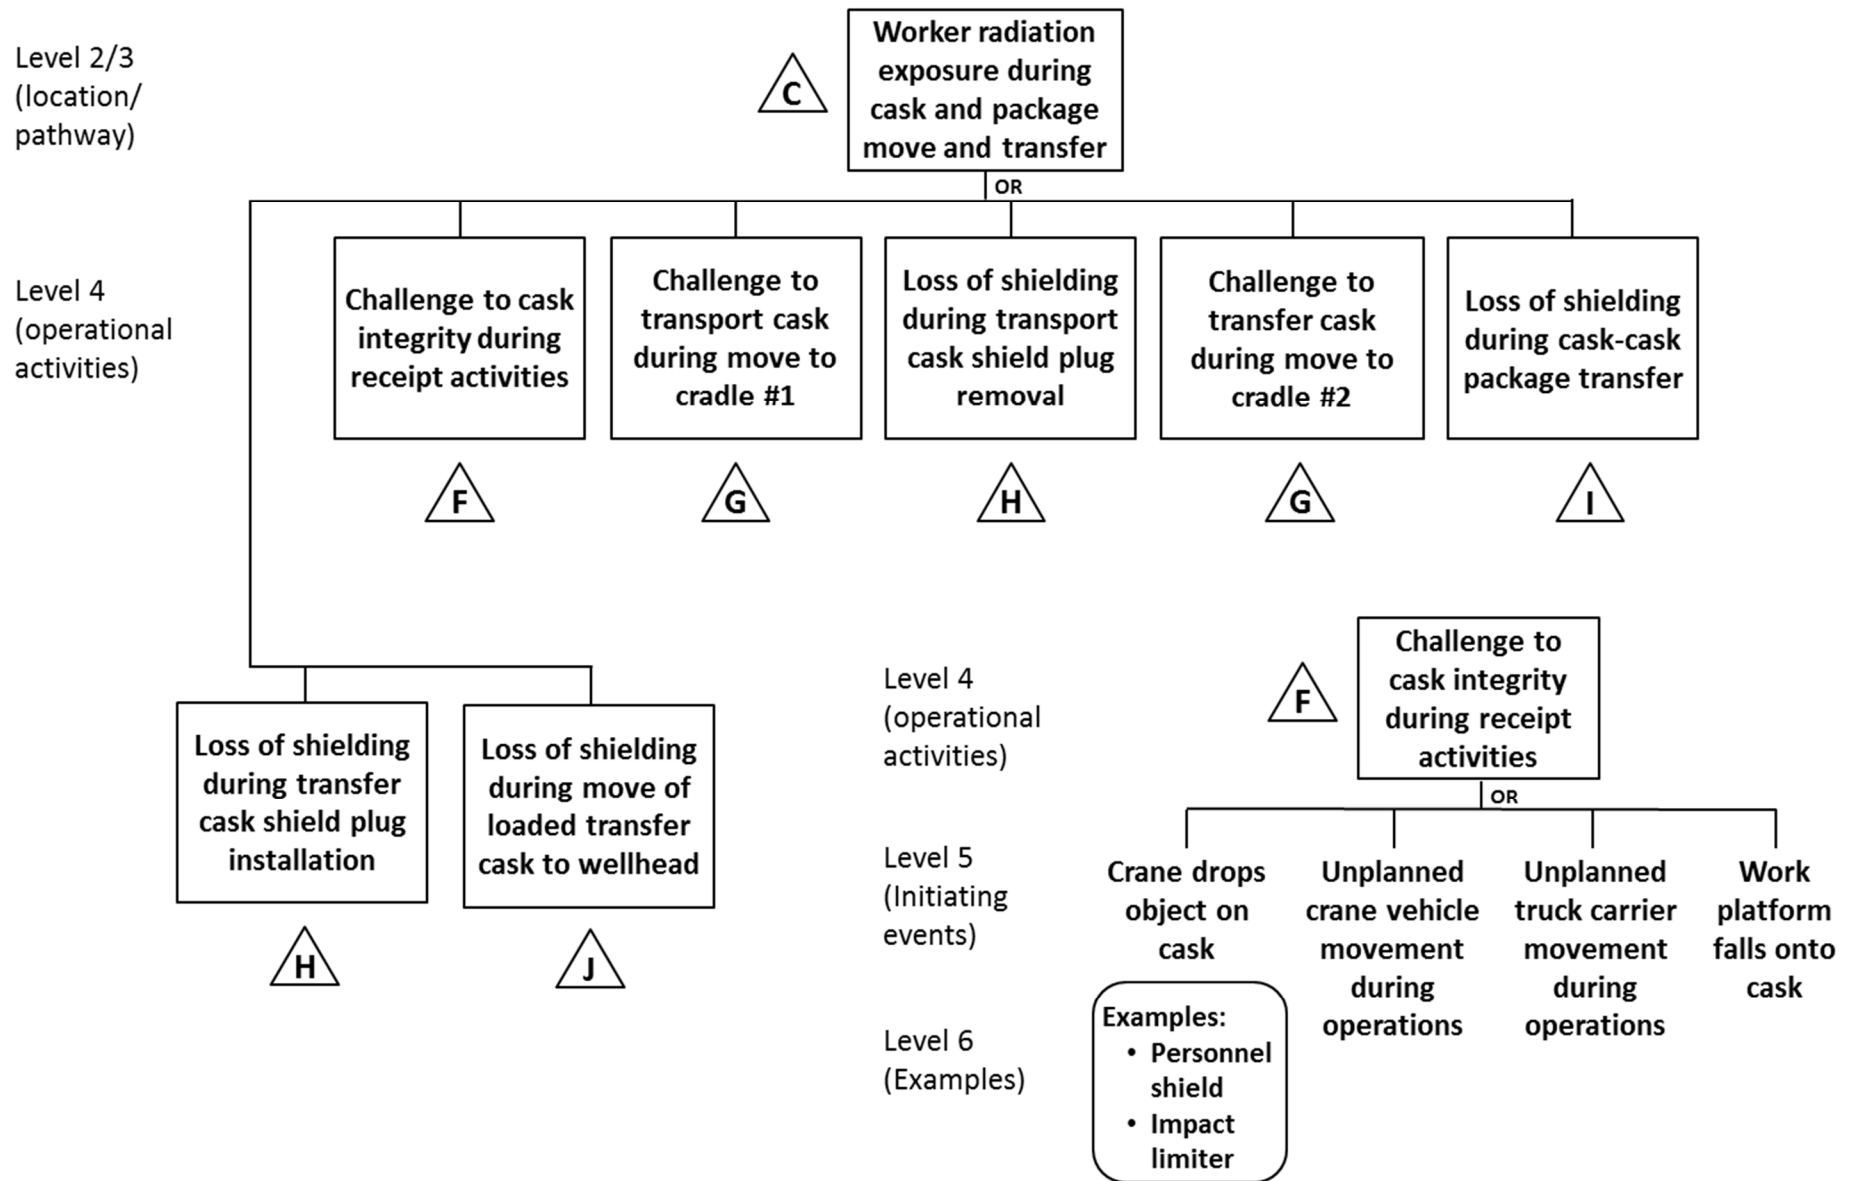 Level 2/3
(location/
pathway)
C
Worker radiation
exposure during
cask and package
move and transfer
OR
Level 4
(operational
activities)
Challenge to cask
integrity during
receipt activities
Challenge to
transport cask
during move to
cradle #1
Loss of shielding
during transport
cask shield plug
removal
Challenge to
transfer cask
during move to
cradle #2
Loss of shielding
during cask-cask
package transfer
F
G
H
G
I
Loss of shielding
during transfer
cask shield plug
installation
Loss of shielding
during move of
loaded transfer
cask to wellhead
H
J
Level 4
(operational
activities)
F
Challenge to
cask integrity
during receipt
activities
OR
Level 5
(Initiating
events)
Crane drops
object on
cask
Unplanned
crane vehicle
movement
during
operations
Unplanned
truck carrier
movement
during
operations
Work
platform
falls onto
cask
Level 6
(Examples)
Examples:
• Personnel
shield
• Impact
limiter